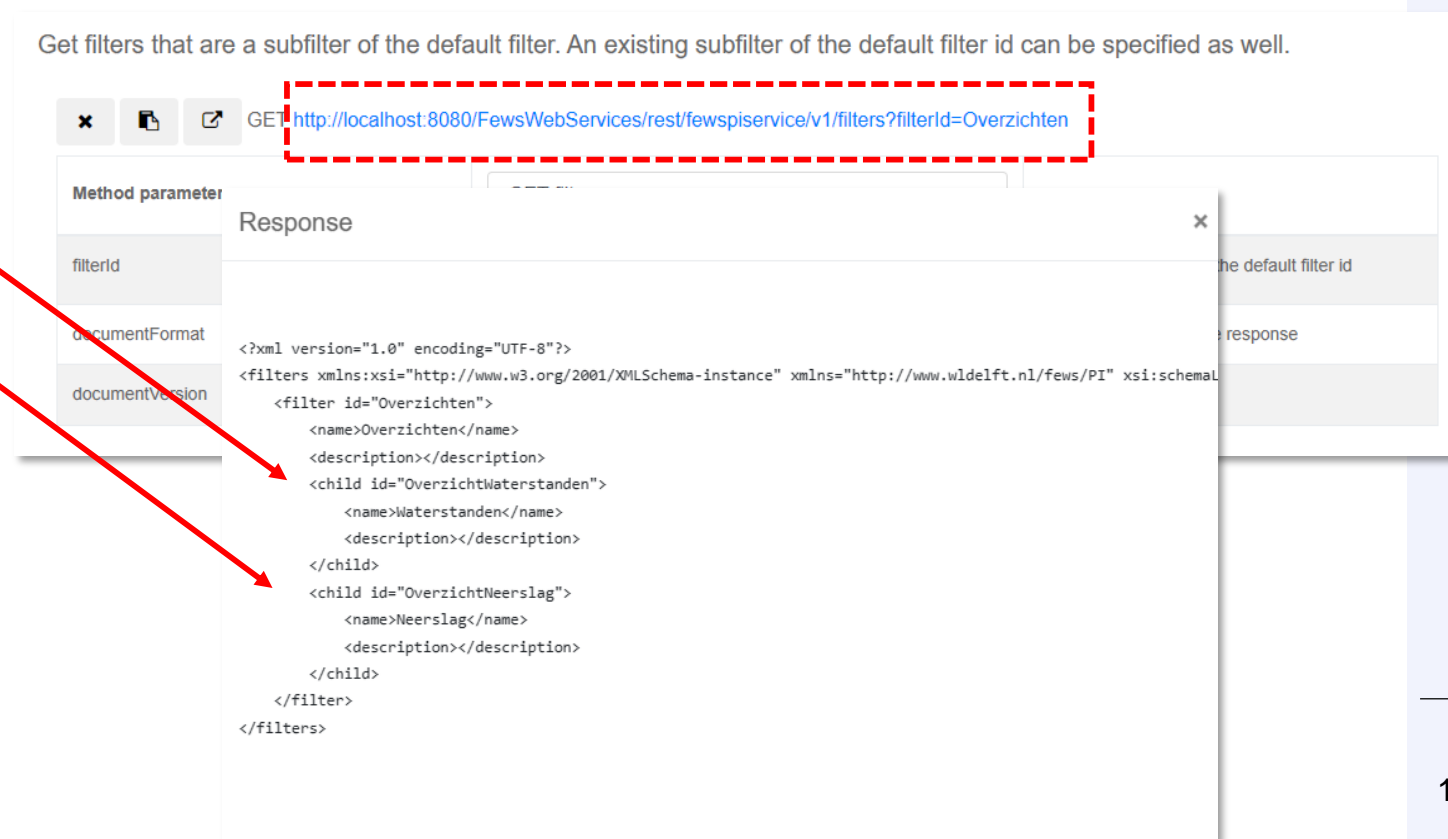 Get filters that are a subfilter of the default filter. An existing subfilter of the default filter id can be specified as well.
GET http://localhost:8080/FewsWebServices/rest/fewspiservice/v1/filters?filterId=Overzichten
Method parameter
Response ×
filterId
the default filter id
documentFormat
response
documentVersion
<?xml version="1.0" encoding="UTF-8"?>
<filters xmlns:xsi="http://www.w3.org/2001/XMLSchema-instance" xmlns="http://www.wldelft.nl/fews/PI" xsi:schemaL
<filter id="Overzichten">
<name>Overzichten</name>
<description></description>
<child id="OverzichtWaterstanden">
<name>Waterstanden</name>
<description></description>
</child>
<child id="OverzichtNeerslag">
<name>Neerslag</name>
<description></description>
</child>
</filter>
</filters>
1